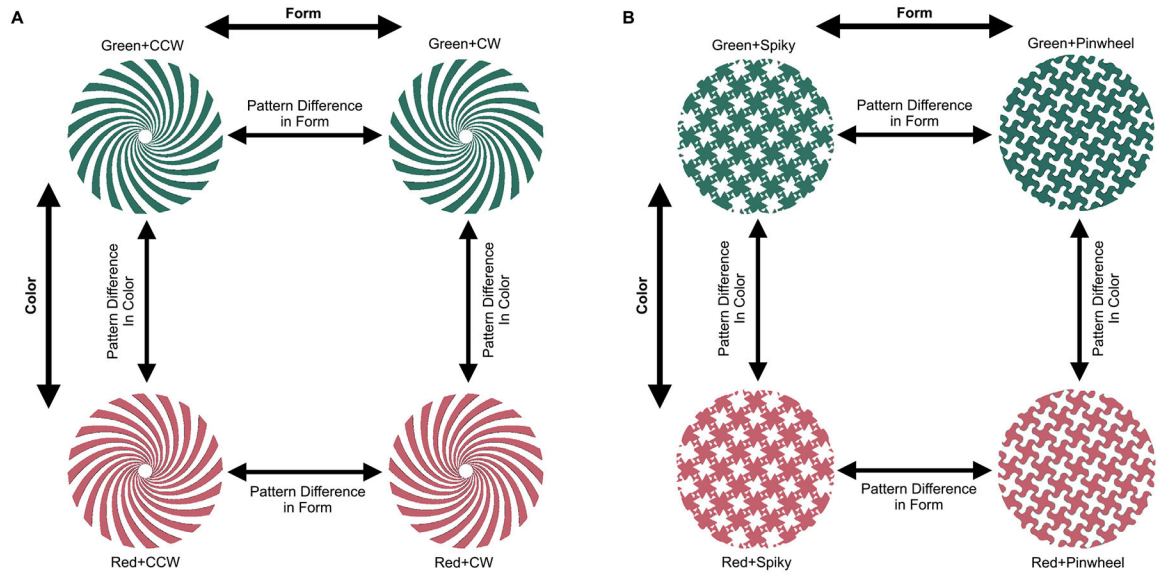 A
Form
Green+CCW
Green+CW
Pattern Difference
in Form
Color
Pattern Difference
In Color
Pattern Difference
In Color
Pattern Difference
in Form
Red+CCW
Red+CW
B
Form
Green+Spiky
Green+Pinwheel
Pattern Difference
in Form
Color
Pattern Difference
In Color
Pattern Difference
In Color
Pattern Difference
in Form
Red+Spiky
Red+Pinwheel